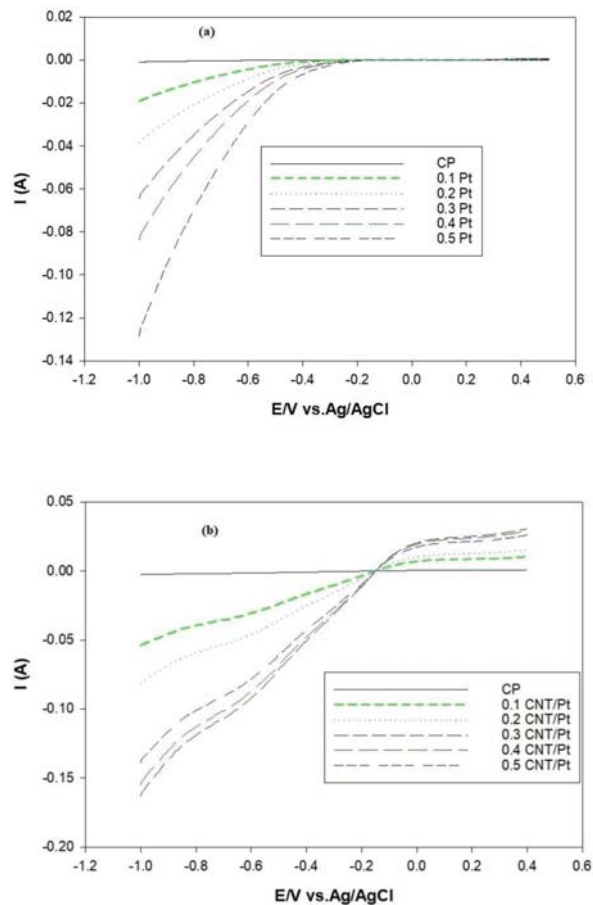 (a)
0.00
-0.02
-0.04
-0.06
-0.08
-0.10
-0.12
-0.14
I (A)
CP
0.1 Pt
0.2 Pt
0.3 Pt
0.4 Pt
0.5 Pt
-1.2 -1.0 -0.8 -0.6 -0.4 -0.2 0.0 0.2 0.4 0.6
E/V vs.Ag/AgCl
(b)
0.05
0.00
-0.05
-0.10
-0.15
-0.20
I (A)
CP
0.1 CNT/Pt
0.2 CNT/Pt
0.3 CNT/Pt
0.4 CNT/Pt
0.5 CNT/Pt
-1.2 -1.0 -0.8 -0.6 -0.4 -0.2 0.0 0.2 0.4 0.6
E/V vs.Ag/AgCl